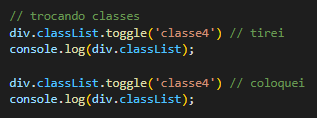 // trocando classes
div.classList.toggle('classe4') // tirei
console.log(div.classList);
div.classList.toggle('classe4') // coloquei
console.log(div.classList);